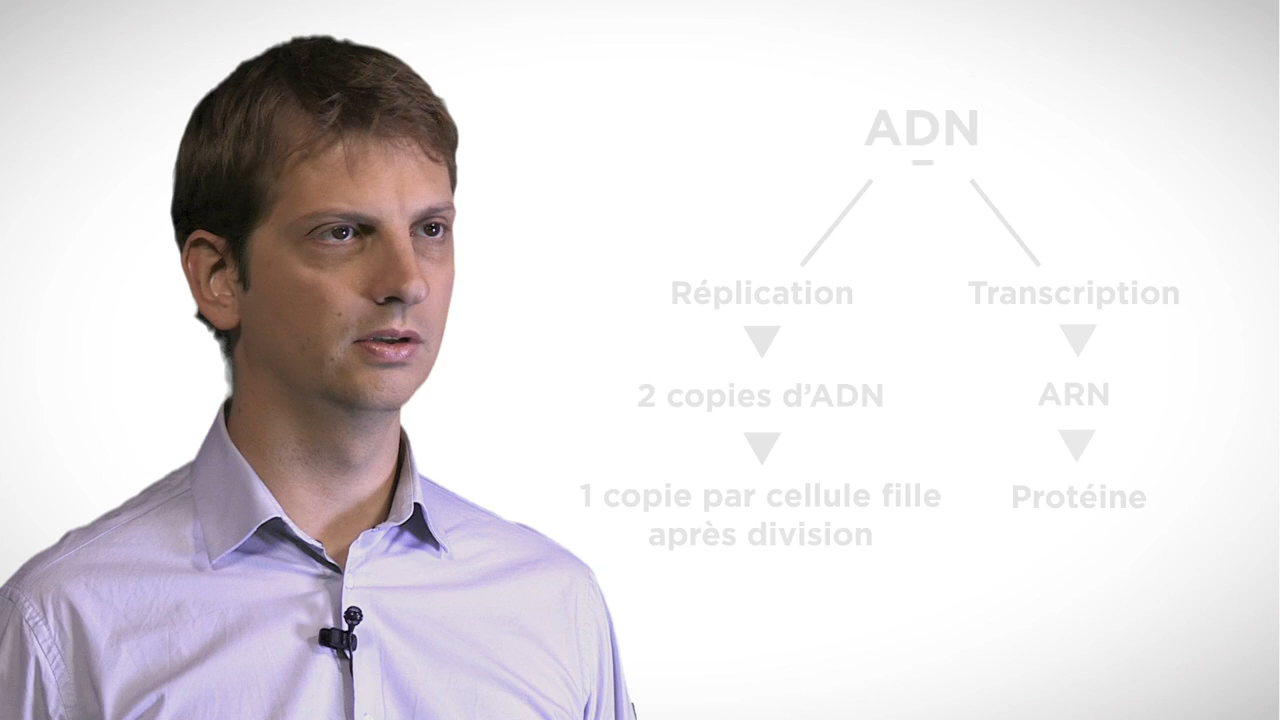 ADN
Réplication
Transcription
2 copies d’ADN
ARN
1 copie par cellule fille
après division
Protéine